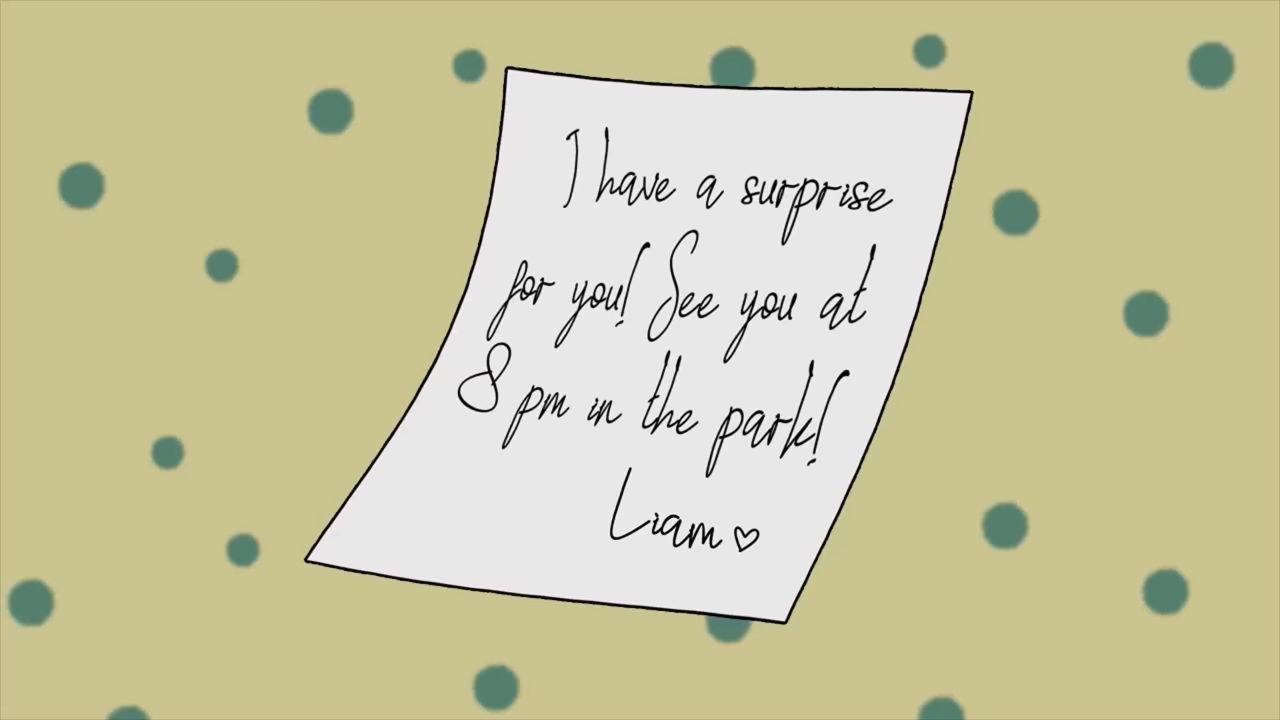 I have a surprise
for you! See you at
8 pm in the park!
Liam♡